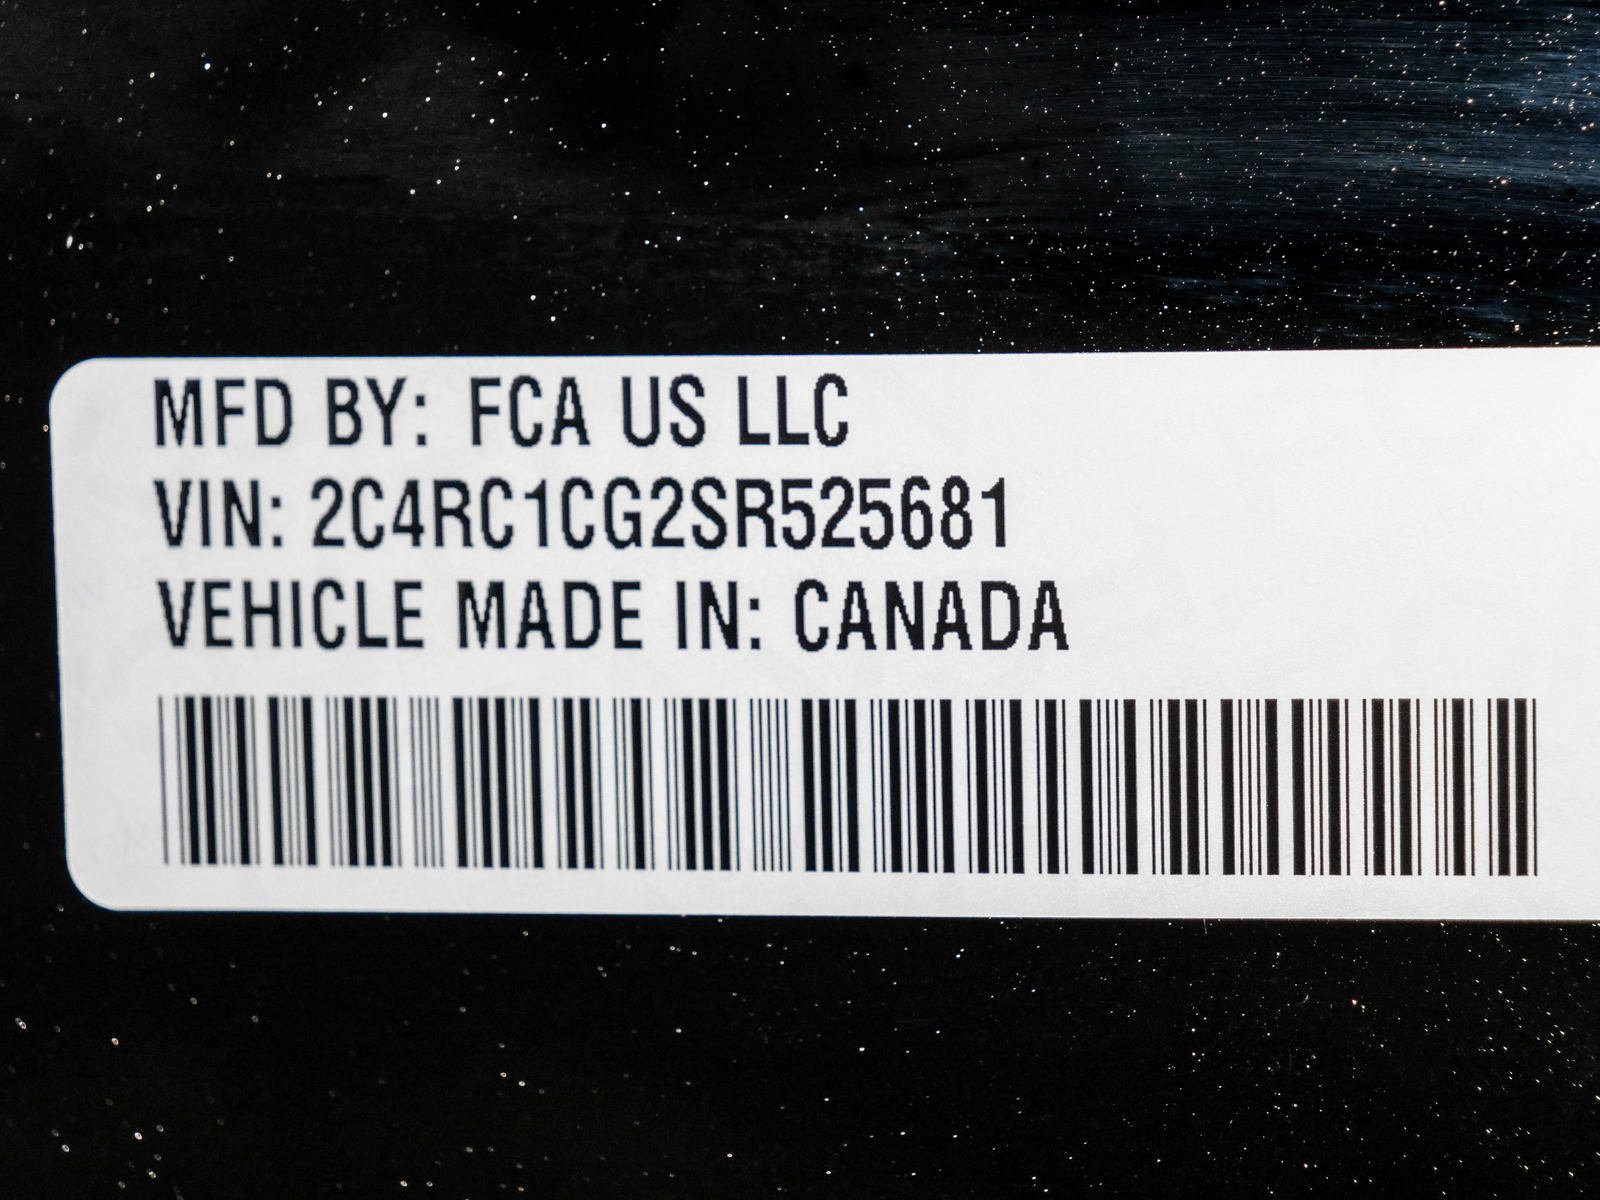 MFD BY: FCA US LLC
VIN: 2C4RC1CG2SR525681
VEHICLE MADE IN: CANADA